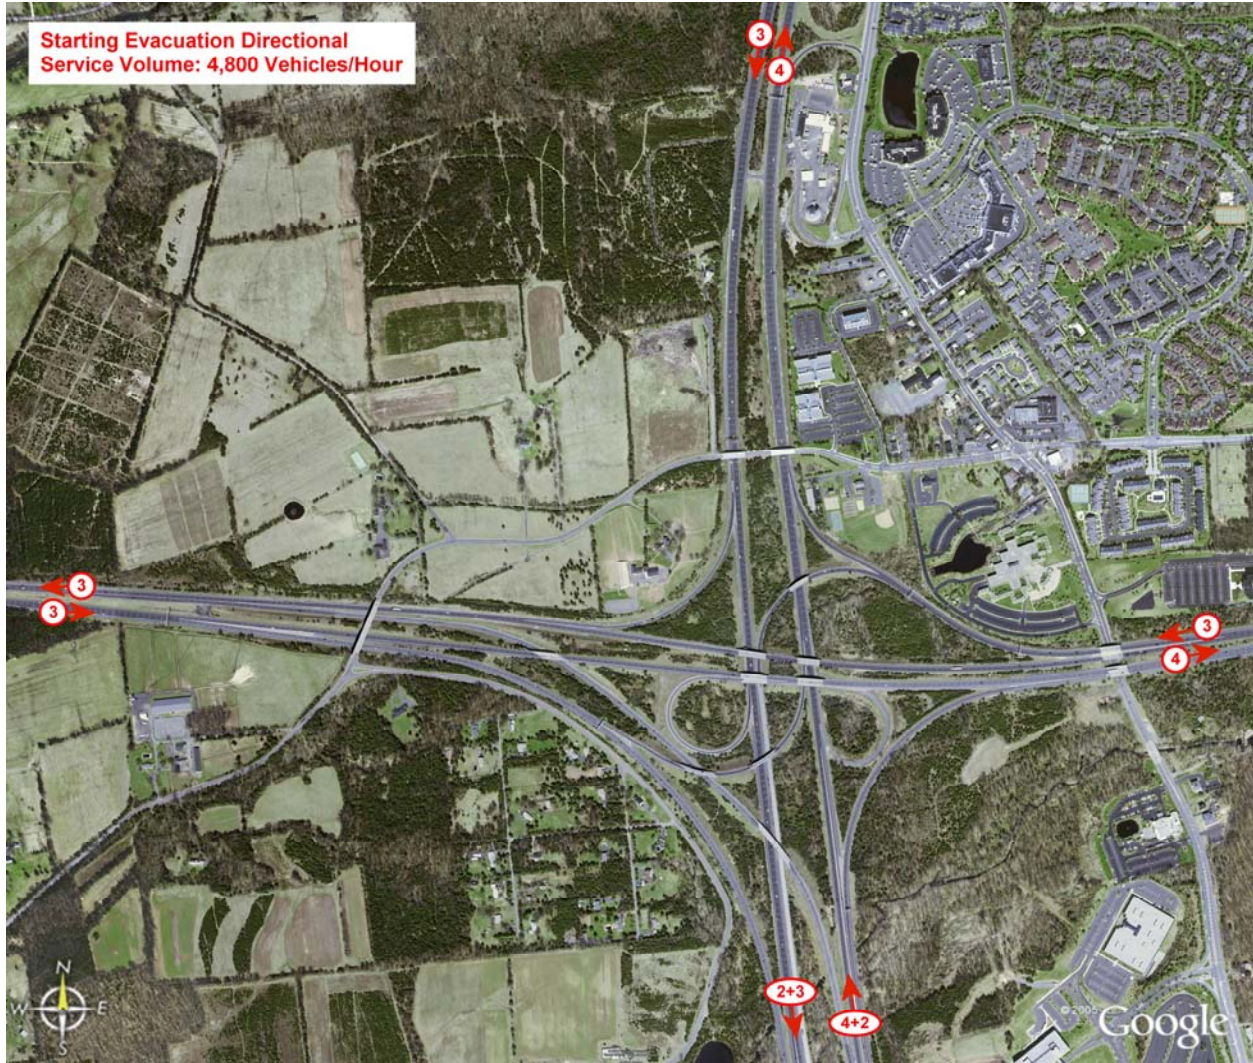 Starting Evacuation Directional
Service Volume: 4,800 Vehicles/Hour
3
4
3
3
3
4
N
W
E
S
2+3
4+2
© 2005
Google